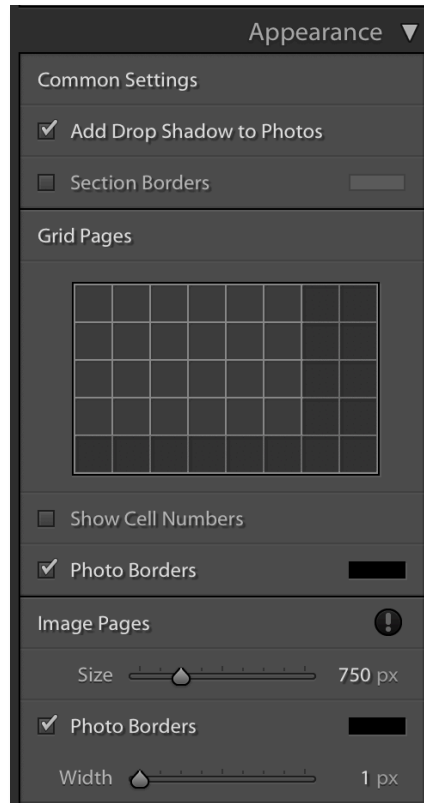 Appearance
Common Settings
Add Drop Shadow to Photos
Section Borders
Grid Pages
Show Cell Numbers
Photo Borders
Image Pages
Size 750 px
Photo Borders
Width 1 px